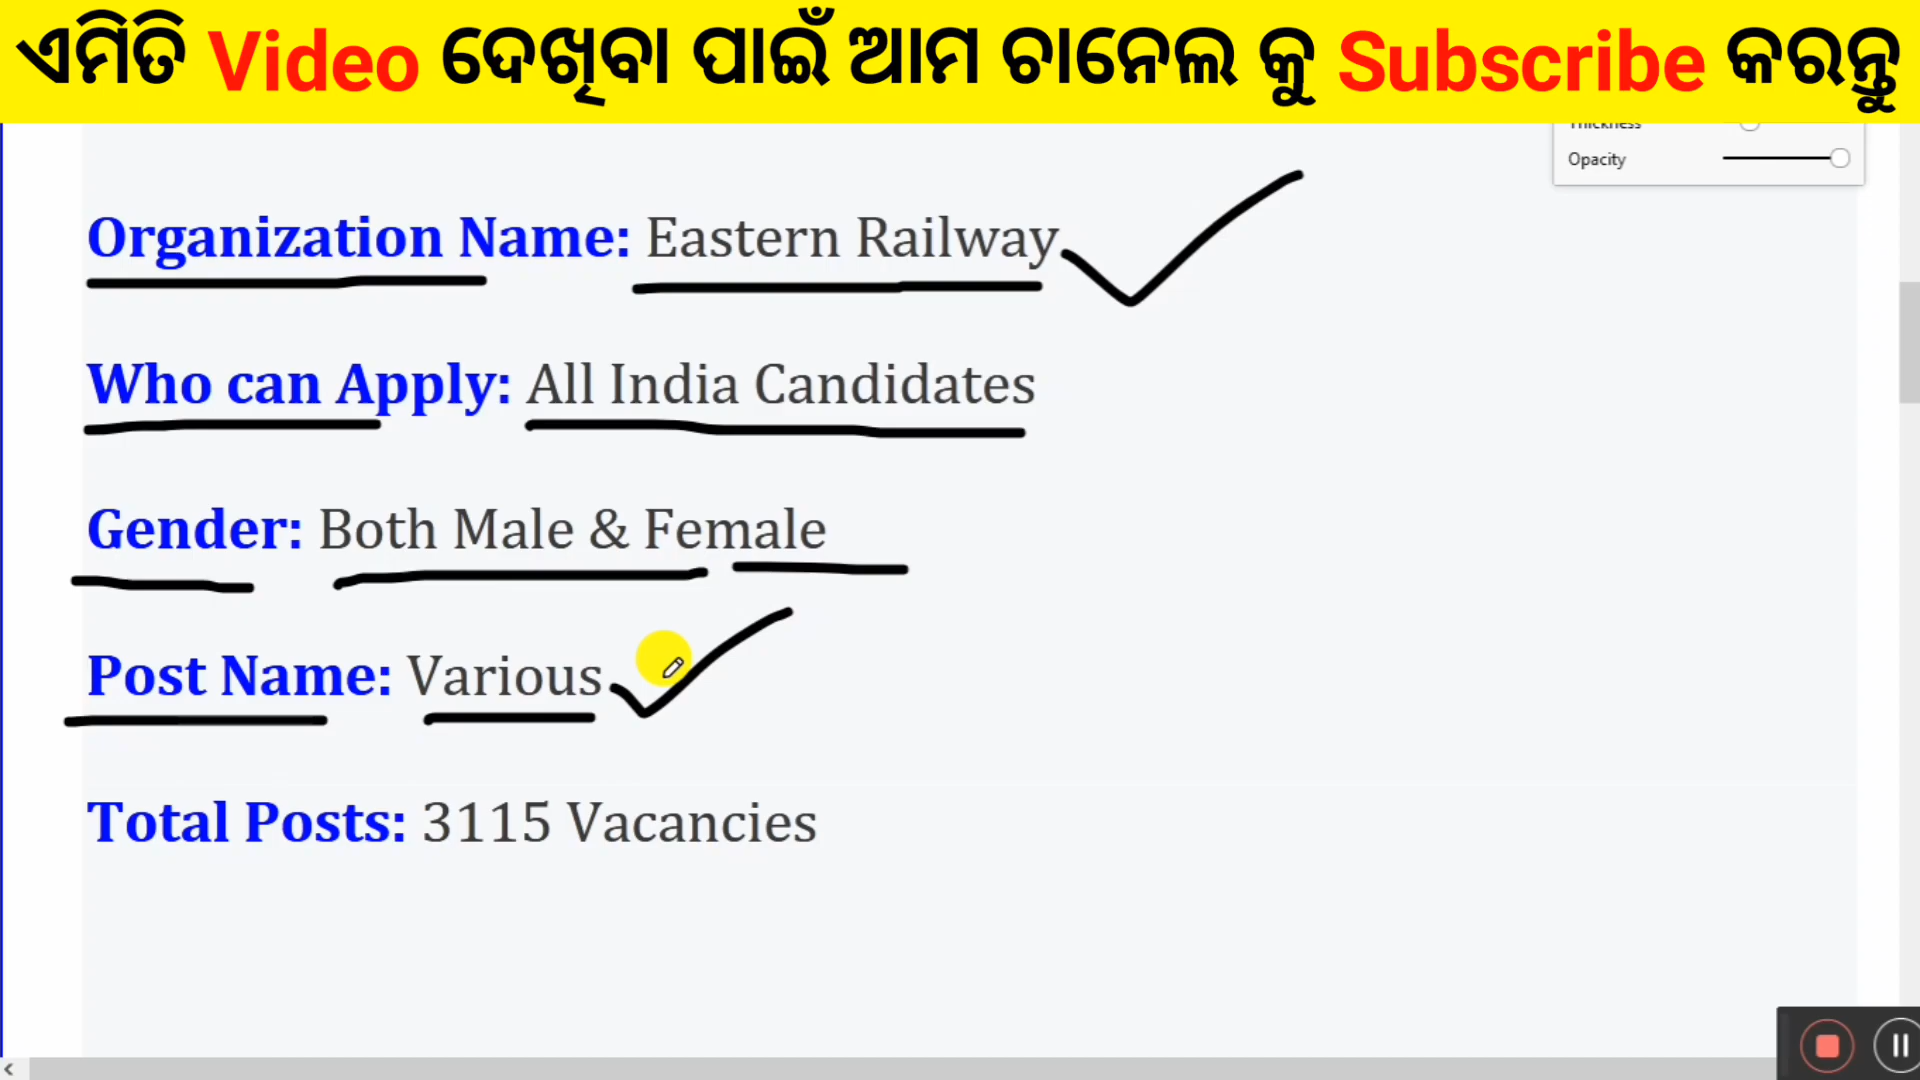 ଏମିତି Video ଦେଖିବା ପାଇଁ ଆମ ଚାନେଲ କୁ Subscribe କରନ୍ତୁ
Thickness
Opacity
Organization Name: Eastern Railway
Who can Apply: All India Candidates
Gender: Both Male & Female
Post Name: Various
Total Posts: 3115 Vacancies